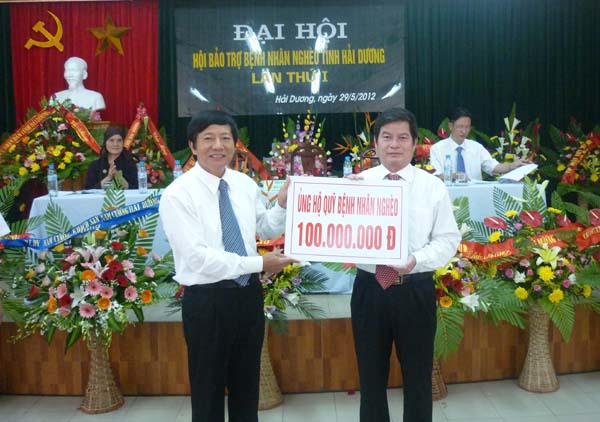 ĐẠI HỘI
HỘI BẢO TRỢ BỆNH NHÂN NGHÈO TỈNH HẢI DƯƠNG
LẦN THỨ I
Hải Dương, ngày 29/5/2012
ỦNG HỘ QUỸ BỆNH NHÂN NGHÈO
100.000.000 Đ